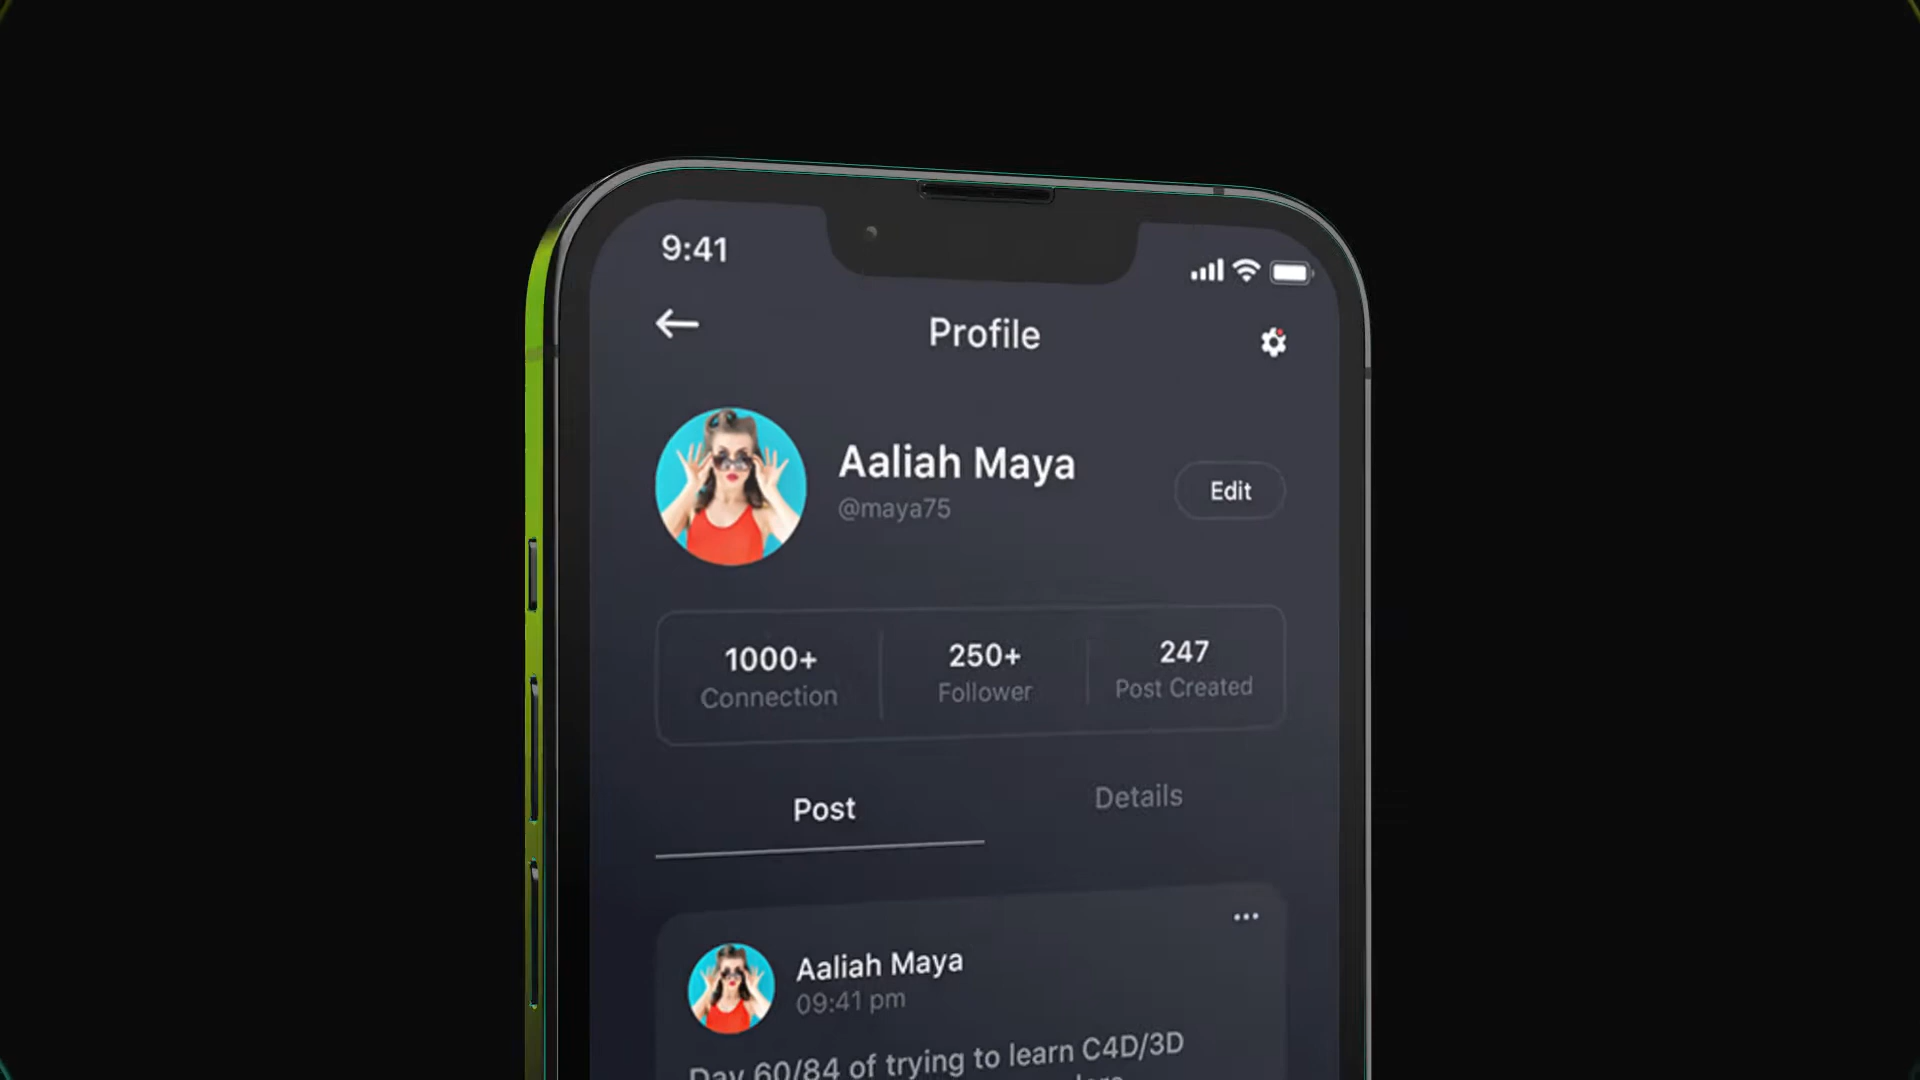 9:41
Profile
Aaliah Maya
@maya75
Edit
1000+
Connection
250+
Follower
247
Post Created
Post
Details
Aaliah Maya
09:41 pm
Day 60/84 of trying to learn C4D/3D